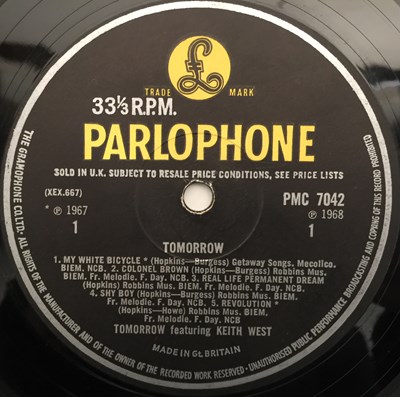 TRADE MARK
33⅓ R.P.M.
PARLOPHONE
SOLD IN U.K. SUBJECT TO RESALE PRICE CONDITIONS, SEE PRICE LISTS
(XEX.667) PMC 7042
* ℗ 1967 ℗ 1968
1 1
TOMORROW
1. MY WHITE BICYCLE * (Hopkins—Burgess) Getaway Songs. Mecolico.
BIEM. NCB. 2. COLONEL BROWN (Hopkins—Burgess) Robbins Mus.
BIEM. Fr. Melodie. F. Day. NCB. 3. REAL LIFE PERMANENT DREAM
(Hopkins) Robbins Mus. BIEM. Fr. Melodie. F. Day. NCB.
4. SHY BOY (Hopkins—Burgess) Robbins Mus. BIEM.
Fr. Melodie. F. Day. NCB. 5. REVOLUTION *
(Hopkins—Howe) Robbins Mus. BIEM.
Fr. Melodie. F. Day. NCB
TOMORROW featuring KEITH WEST
MADE IN GT. BRITAIN
THE GRAMOPHONE CO. LTD. ALL RIGHTS OF THE MANUFACTURER AND OF THE OWNER OF THE RECORDED WORK RESERVED — UNAUTHORISED PUBLIC PERFORMANCE BROADCASTING AND COPYING OF THIS RECORD PROHIBITED